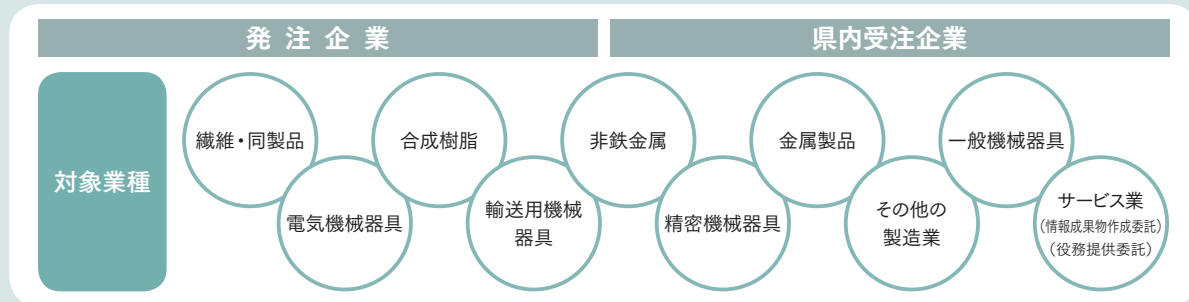 発注企業
県内受注企業
対象業種
繊維・同製品
電気機械器具
合成樹脂
輸送用機械
器具
非鉄金属
精密機械器具
金属製品
その他の
製造業
一般機械器具
サービス業
(情報成果物作成委託)
(役務提供委託)